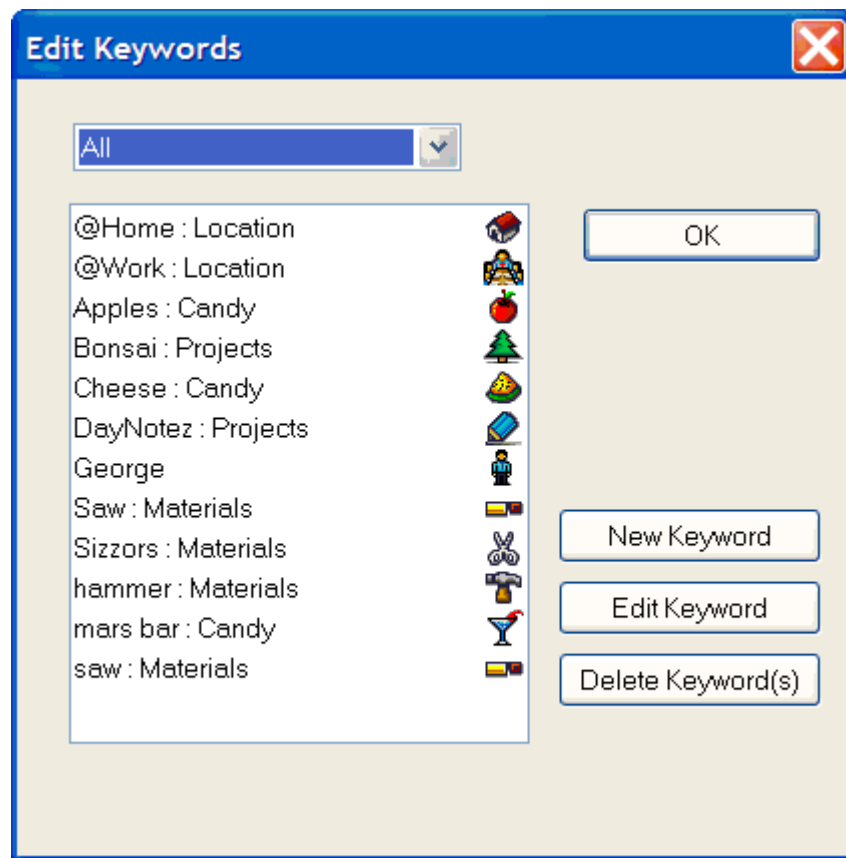 Edit Keywords
All
@Home : Location
@Work : Location
Apples : Candy
Bonsai : Projects
Cheese : Candy
DayNotez : Projects
George
Saw : Materials
Sizzors : Materials
hammer : Materials
mars bar : Candy
saw : Materials
OK
New Keyword
Edit Keyword
Delete Keyword(s)